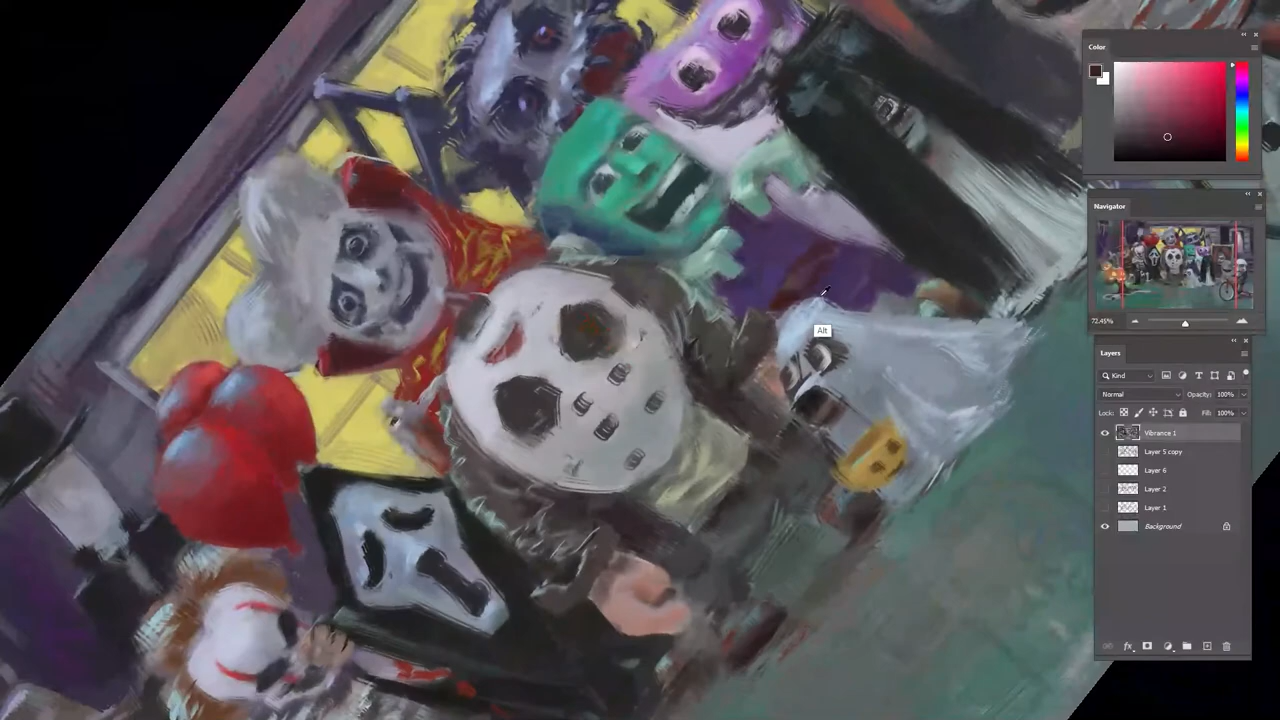 Color
Navigator
72.45%
Layers
Kind
Normal
Opacity: 100%
Lock:
Fill: 100%
Vibrance 1
Layer 5 copy
Layer 6
Layer 2
Layer 1
Background
Alt